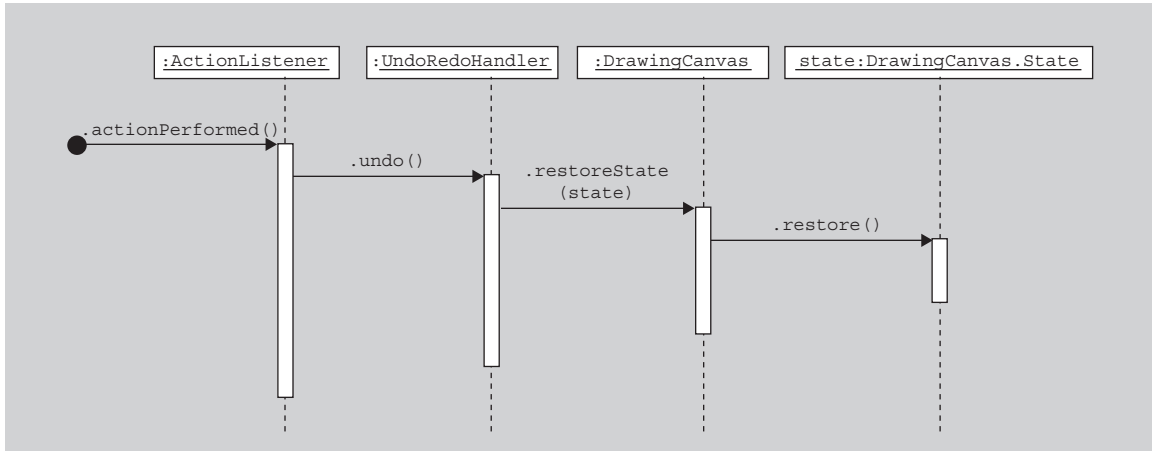 :ActionListener
:UndoRedoHandler
:DrawingCanvas
state:DrawingCanvas.State
.actionPerformed()
.undo()
.restoreState
(state)
.restore()